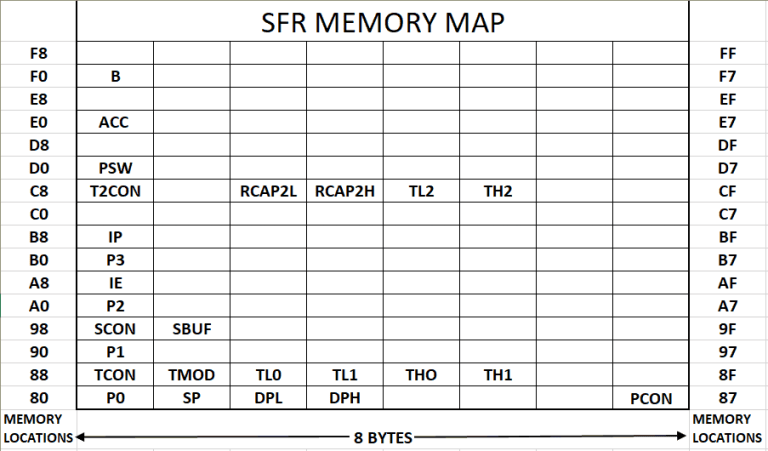 SFR MEMORY MAP
F8 FF
F0 B F7
E8 EF
E0 ACC E7
D8 DF
D0 PSW D7
C8 T2CON RCAP2L RCAP2H TL2 TH2 CF
C0 C7
B8 IP BF
B0 P3 B7
A8 IE AF
A0 P2 A7
98 SCON SBUF 9F
90 P1 97
88 TCON TMOD TL0 TL1 THO TH1 8F
80 P0 SP DPL DPH PCON 87
MEMORY LOCATIONS 8 BYTES MEMORY LOCATIONS